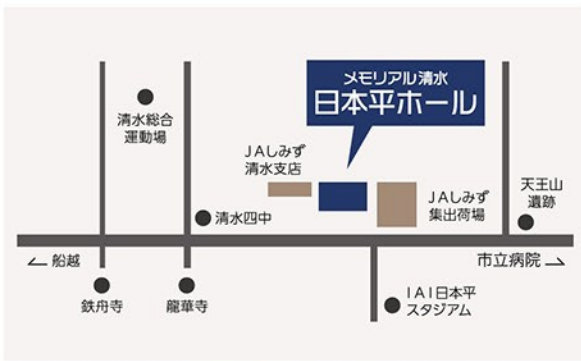 メモリアル清水
日本平ホール
清水総合
運動場
JAしみず
清水支店
JAしみず
集出荷場
天王山
遺跡
清水四中
船越
市立病院
鉄舟寺
龍華寺
IAI日本平
スタジアム